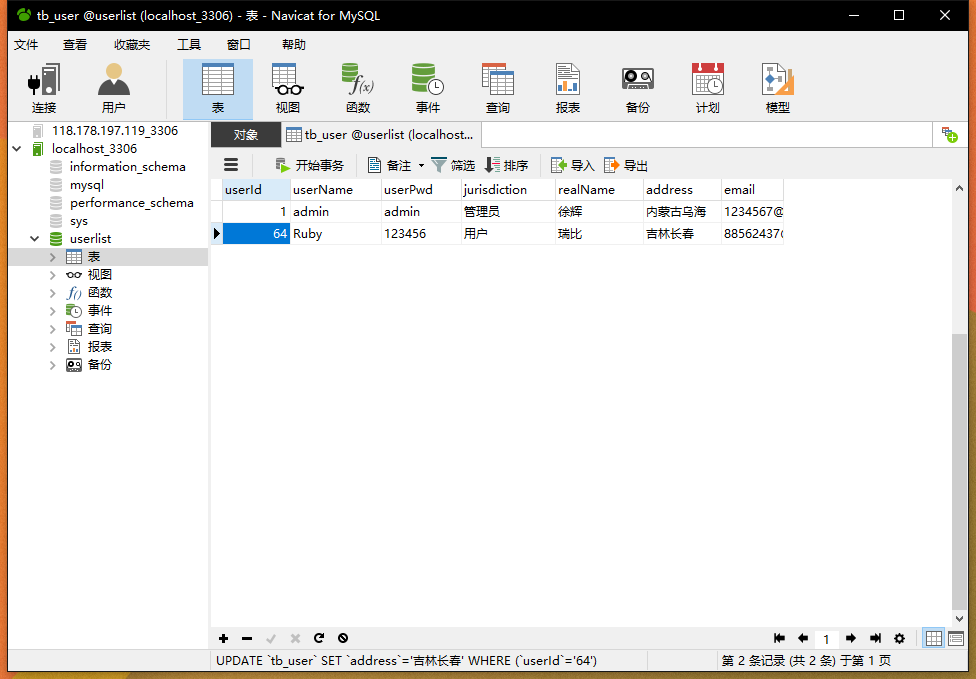 tb_user @userlist (localhost_3306) - 表 - Navicat for MySQL
文件 查看 收藏夹 工具 窗口 帮助
连接 用户 表 视图 函数 事件 查询 报表 备份 计划 模型
118.178.197.119_3306
localhost_3306
information_schema
mysql
performance_schema
sys
userlist
表
视图
函数
事件
查询
报表
备份
对象 tb_user @userlist (localhost...
开始事务 备注 筛选 排序 导入 导出
userId userName userPwd jurisdiction realName address email
1 admin admin 管理员 徐辉 内蒙古乌海 1234567@
64 Ruby 123456 用户 瑞比 吉林长春 88562437
1
UPDATE `tb_user` SET `address`='吉林长春' WHERE (`userId`='64') 第 2 条记录 (共 2 条) 于第 1 页